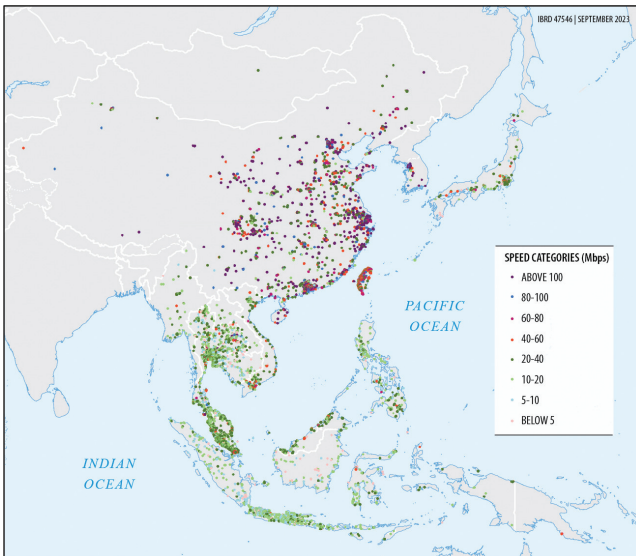 IBRD 47546 | SEPTEMBER 2023
SPEED CATEGORIES (Mbps)
ABOVE 100
80-100
60-80
40-60
20-40
10-20
5-10
BELOW 5
PACIFIC
OCEAN
INDIAN
OCEAN